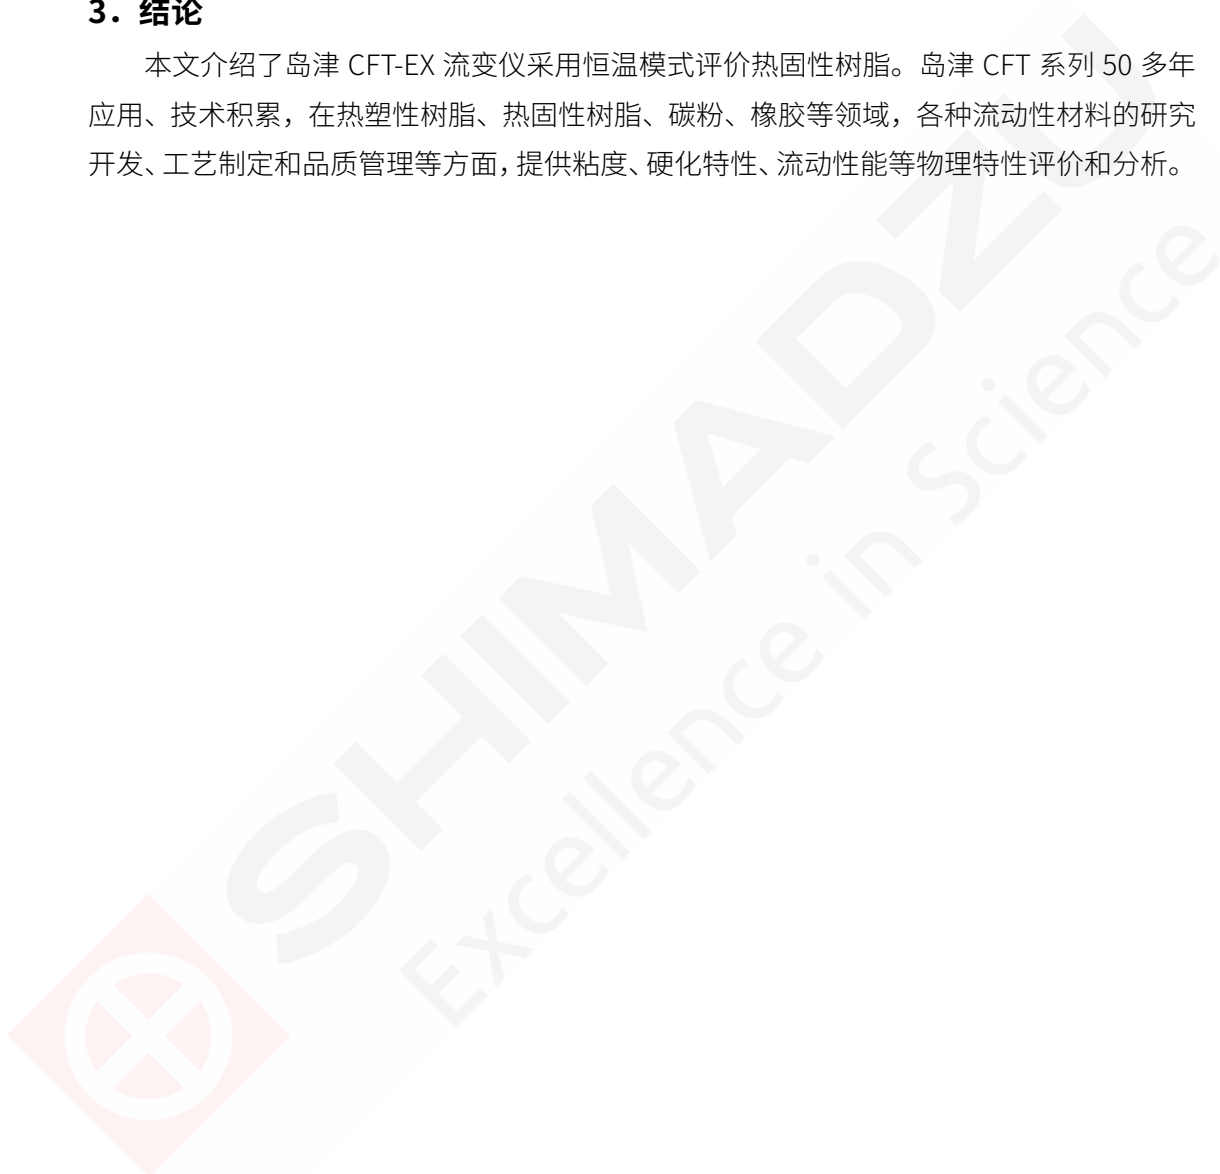 3．结论
本文介绍了岛津 CFT-EX 流变仪采用恒温模式评价热固性树脂。岛津 CFT 系列 50 多年
应用、技术积累，在热塑性树脂、热固性树脂、碳粉、橡胶等领域，各种流动性材料的研究
开发、工艺制定和品质管理等方面，提供粘度、硬化特性、流动性能等物理特性评价和分析。
SHIMADZU
Excellence in Science